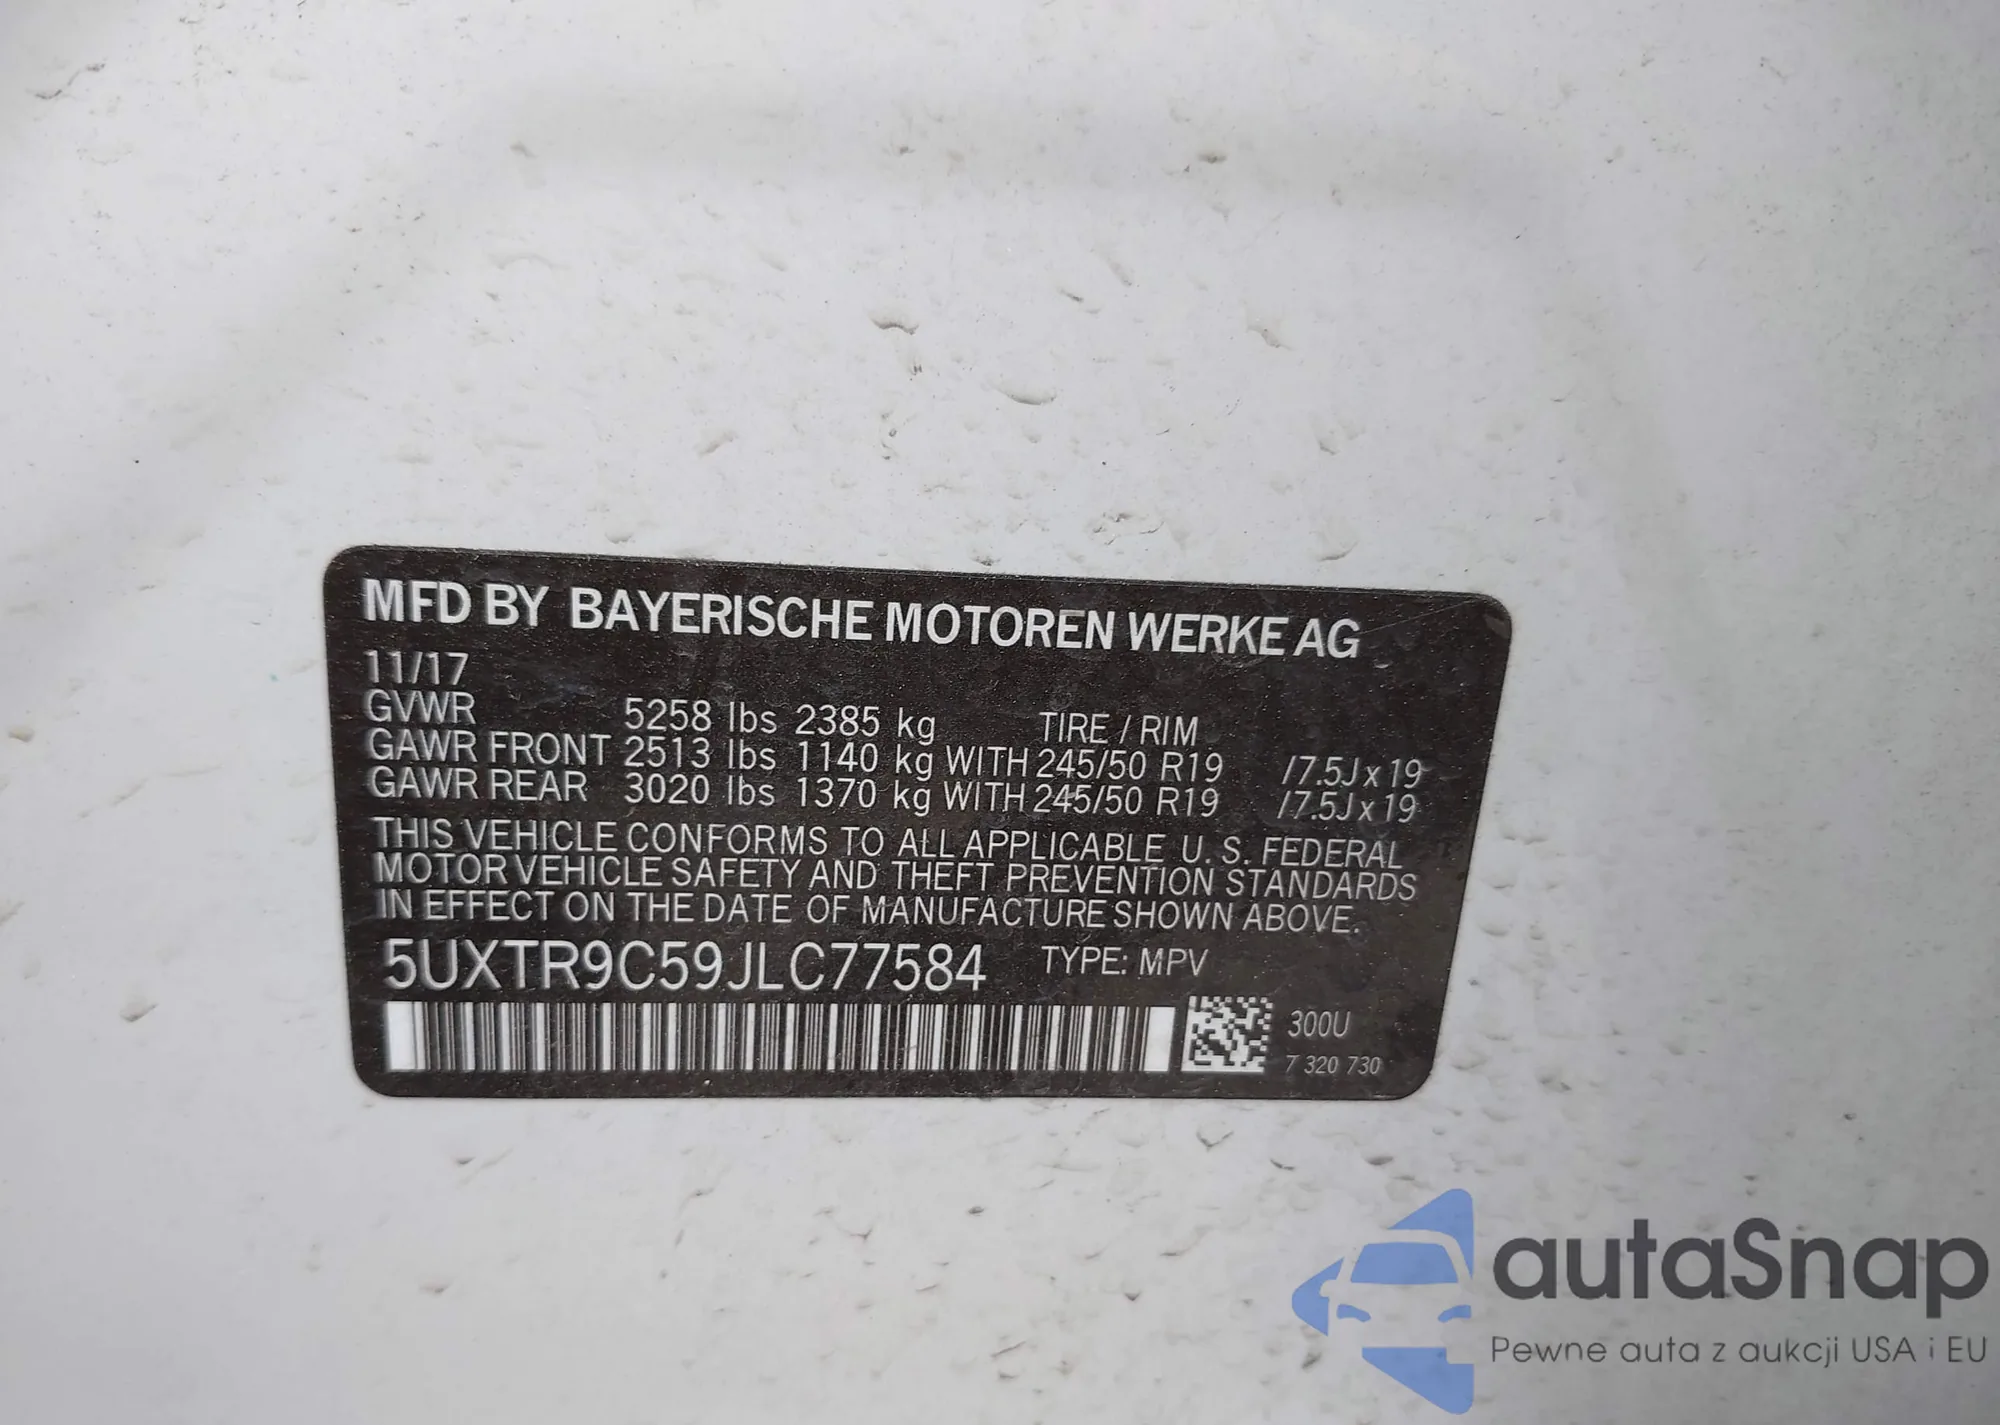 MFD BY BAYERISCHE MOTOREN WERKE AG
11/17
GVWR 5258 lbs 2385 kg TIRE / RIM
GAWR FRONT 2513 lbs 1140 kg WITH 245/50 R19 /7.5J x 19
GAWR REAR 3020 lbs 1370 kg WITH 245/50 R19 /7.5J x 19
THIS VEHICLE CONFORMS TO ALL APPLICABLE U. S. FEDERAL
MOTOR VEHICLE SAFETY AND THEFT PREVENTION STANDARDS
IN EFFECT ON THE DATE OF MANUFACTURE SHOWN ABOVE.
5UXTR9C59JLC77584 TYPE: MPV
300U
7 320 730
autaSnap
Pewne auta z aukcji USA i EU